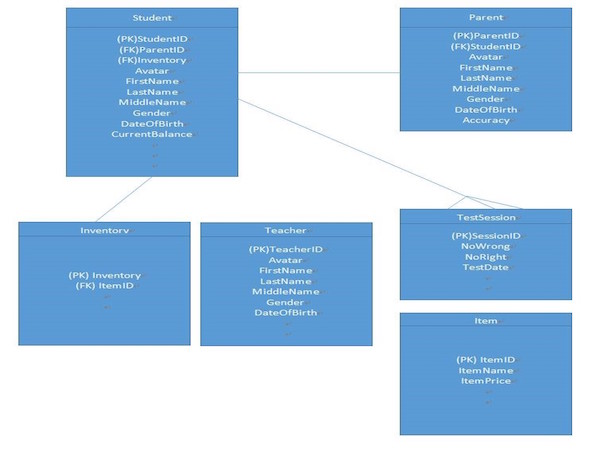 Student
(PK)StudentID
(FK)ParentID
(FK)Inventory
Avatar
FirstName
LastName
MiddleName
Gender
DateOfBirth
CurrentBalance
Parent
(PK)ParentID
(FK)StudentID
Avatar
FirstName
LastName
MiddleName
Gender
DateOfBirth
Accuracy
Inventory
(PK) Inventory
(FK) ItemID
Teacher
(PK)TeacherID
Avatar
FirstName
LastName
MiddleName
Gender
DateOfBirth
TestSession
(PK)SessionID
NoWrong
NoRight
TestDate
Item
(PK) ItemID
ItemName
ItemPrice